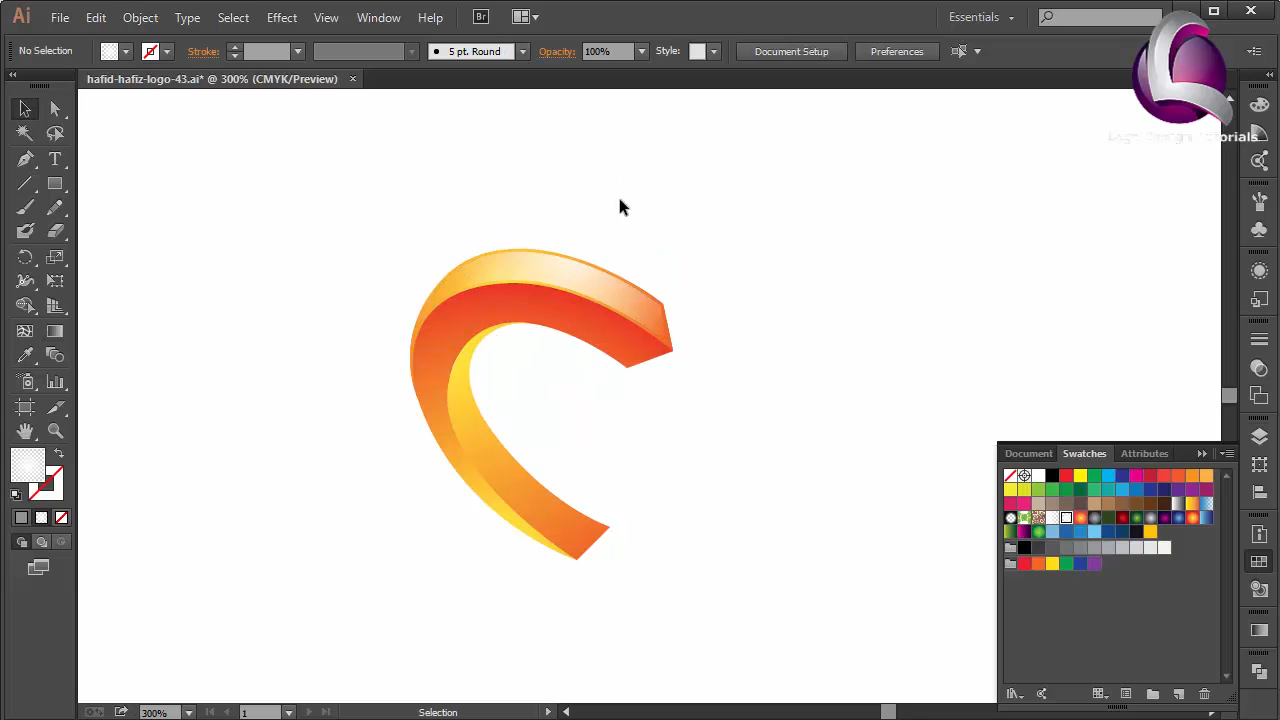 Ai File Edit Object Type Select Effect View Window Help Br Essentials
No Selection Stroke: 5 pt. Round Opacity: 100% Style: Document Setup Preferences
hafid-hafiz-logo-43.ai* @ 300% (CMYK/Preview)
Logo Design Tutorials
Document Swatches Attributes
300% 1 Selection